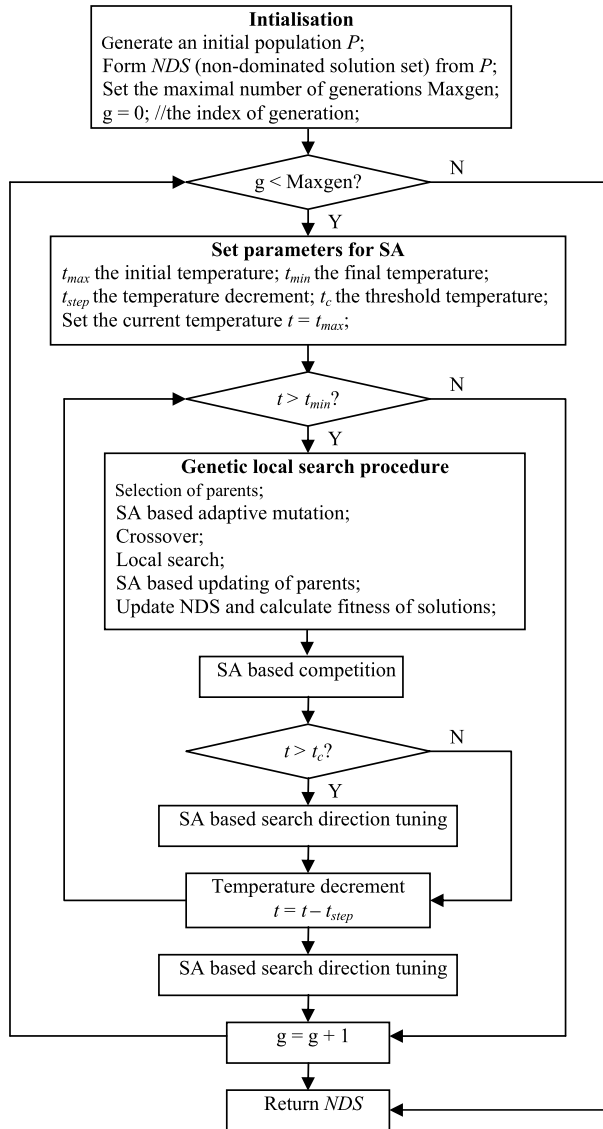 Intialisation
Generate an initial population P;
Form NDS (non-dominated solution set) from P;
Set the maximal number of generations Maxgen;
g = 0; //the index of generation;
g < Maxgen?
N
Y
Set parameters for SA
tmax the initial temperature; tmin the final temperature;
tstep the temperature decrement; tc the threshold temperature;
Set the current temperature t = tmax;
t > tmin?
N
Y
Genetic local search procedure
Selection of parents;
SA based adaptive mutation;
Crossover;
Local search;
SA based updating of parents;
Update NDS and calculate fitness of solutions;
SA based competition
t > tc?
N
Y
SA based search direction tuning
Temperature decrement
t = t – tstep
SA based search direction tuning
g = g + 1
Return NDS